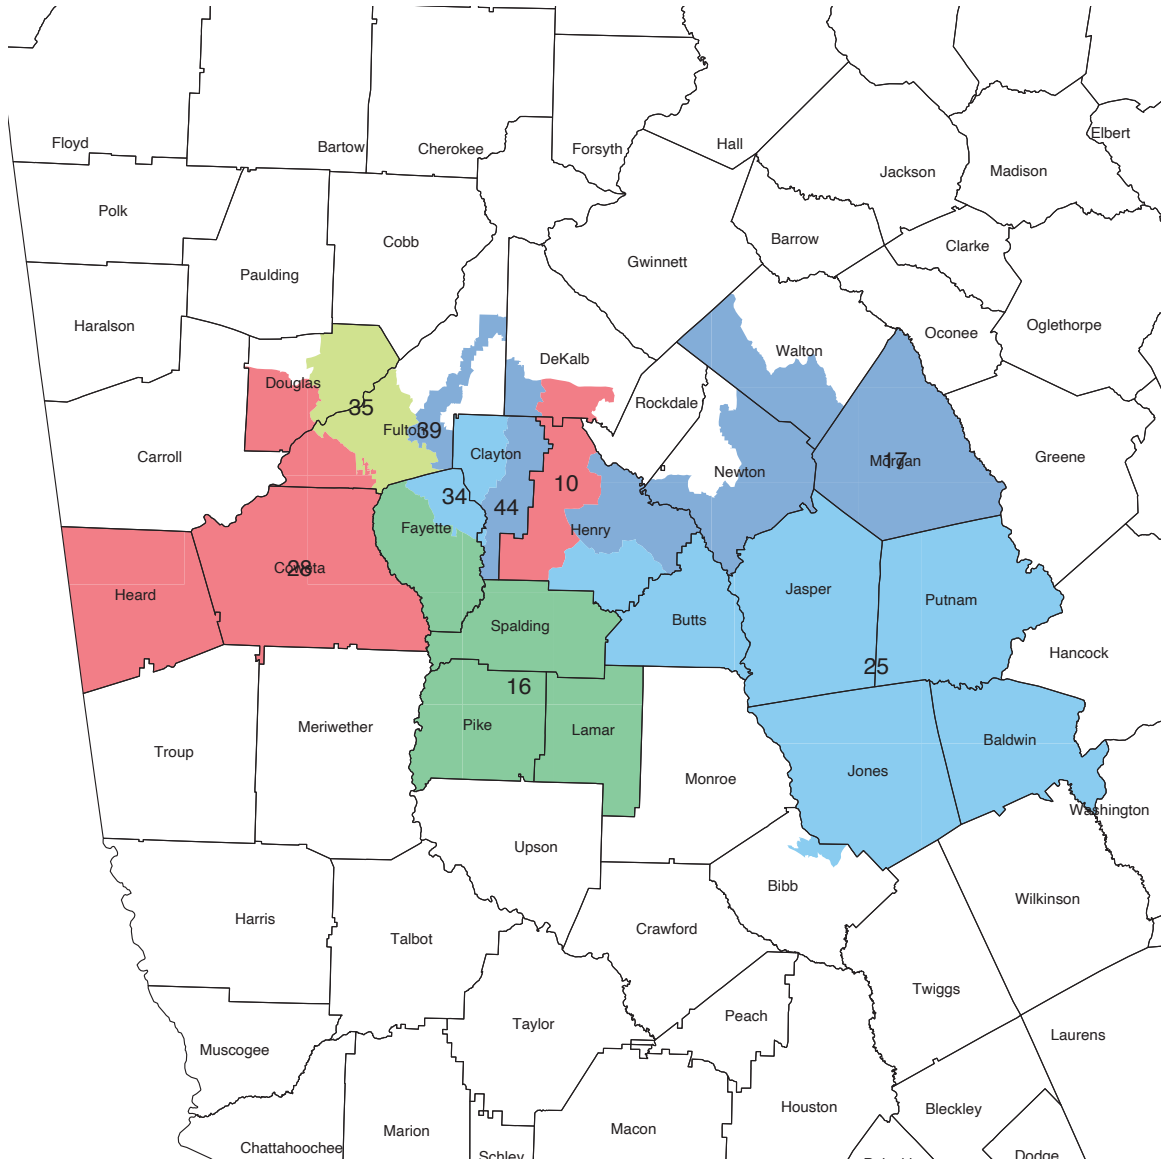 Elbert
Floyd
Bartow
Cherokee
Forsyth
Hall
Jackson
Madison
Polk
Cobb
Barrow
Clarke
Paulding
Gwinnett
Haralson
Walton
Oconee
Oglethorpe
DeKalb
Douglas
35
Rockdale
Fulton
39
Carroll
Clayton
Newton
Morgan
17
Greene
34
44
10
Fayette
Henry
Coweta
28
Heard
Jasper
Putnam
Spalding
Butts
Hancock
25
16
Meriwether
Pike
Lamar
Troup
Baldwin
Jones
Monroe
Washington
Upson
Bibb
Wilkinson
Harris
Talbot
Crawford
Twiggs
Taylor
Peach
Laurens
Muscogee
Houston
Bleckley
Chattahoochee
Marion
Macon
Schley
Dodge